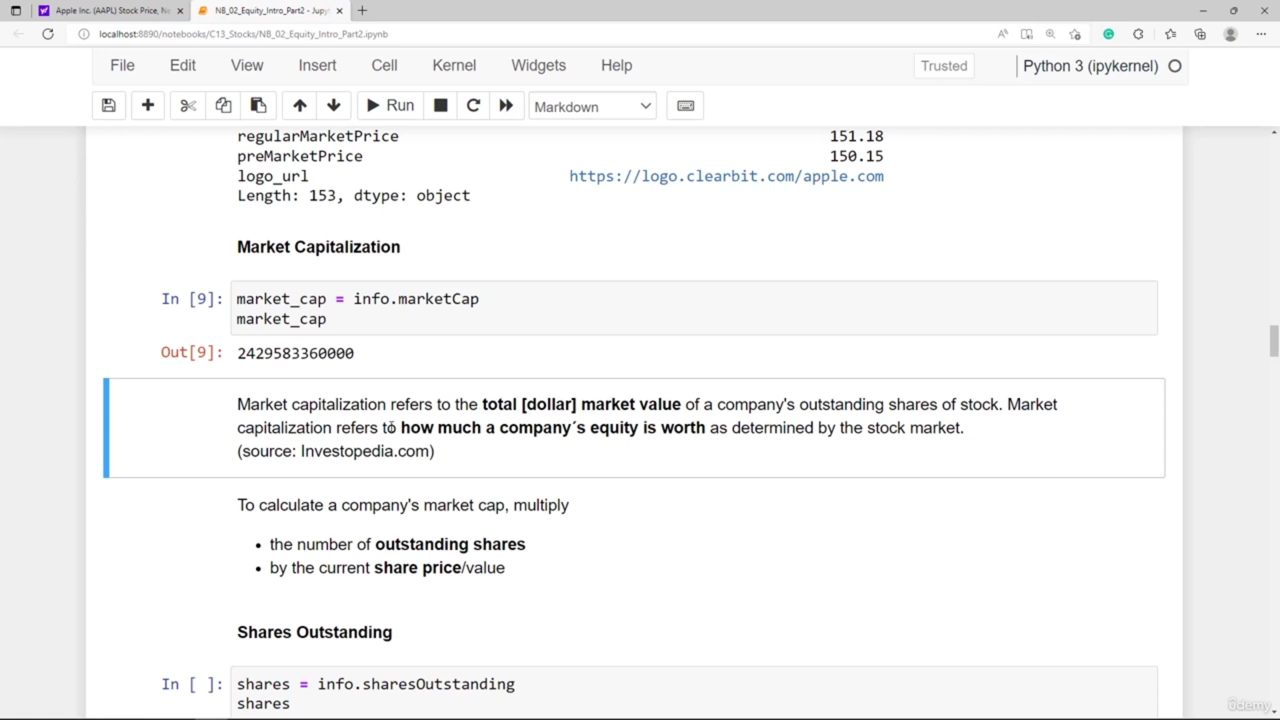 Apple Inc. (AAPL) Stock Price, Ne
NB_02_Equity_Intro_Part2 - Jupy
localhost:8890/notebooks/C13_Stocks/NB_02_Equity_Intro_Part2.ipynb
File Edit View Insert Cell Kernel Widgets Help Trusted Python 3 (ipykernel)
Run Markdown
regularMarketPrice 151.18
preMarketPrice 150.15
logo_url https://logo.clearbit.com/apple.com
Length: 153, dtype: object
Market Capitalization
In [9]: market_cap = info.marketCap
market_cap
Out[9]: 2429583360000
Market capitalization refers to the total [dollar] market value of a company's outstanding shares of stock. Market
capitalization refers to how much a company´s equity is worth as determined by the stock market.
(source: Investopedia.com)
To calculate a company's market cap, multiply
• the number of outstanding shares
• by the current share price/value
Shares Outstanding
In [ ]: shares = info.sharesOutstanding
shares
ûdemy